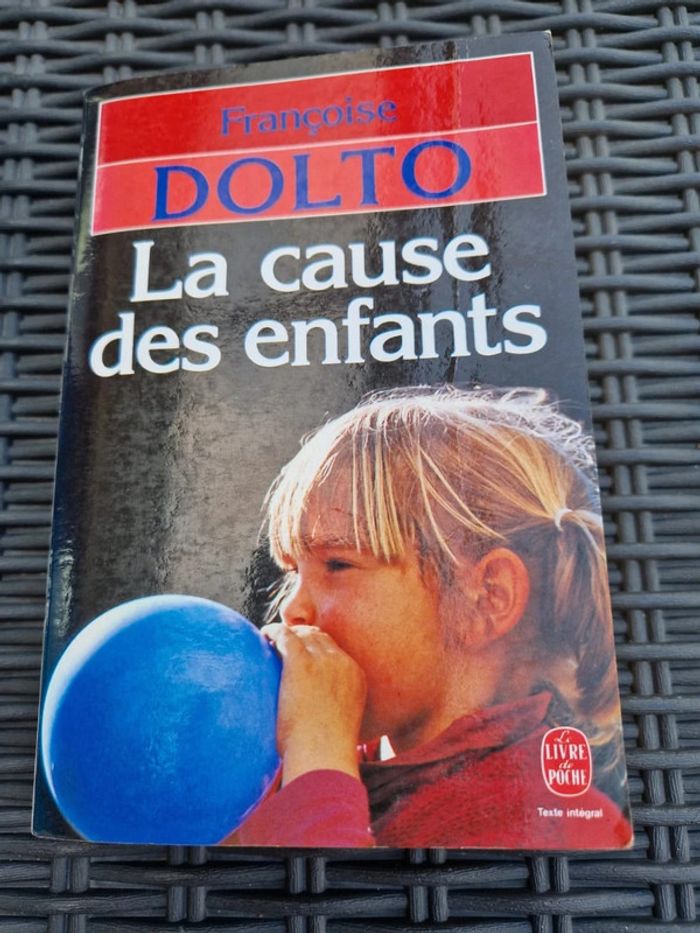 Françoise
DOLTO
La cause
des enfants
Le
LIVRE
de
POCHE
Texte intégral